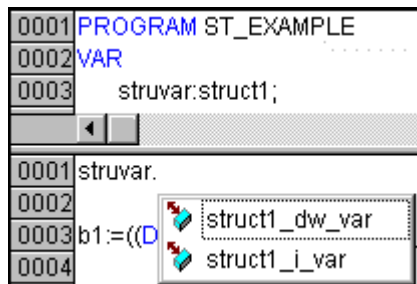 0001 PROGRAM ST_EXAMPLE
0002 VAR
0003 struvar:struct1;
0001 struvar.
0002
struct1_dw_var
0003 b1:=((D
struct1_i_var
0004